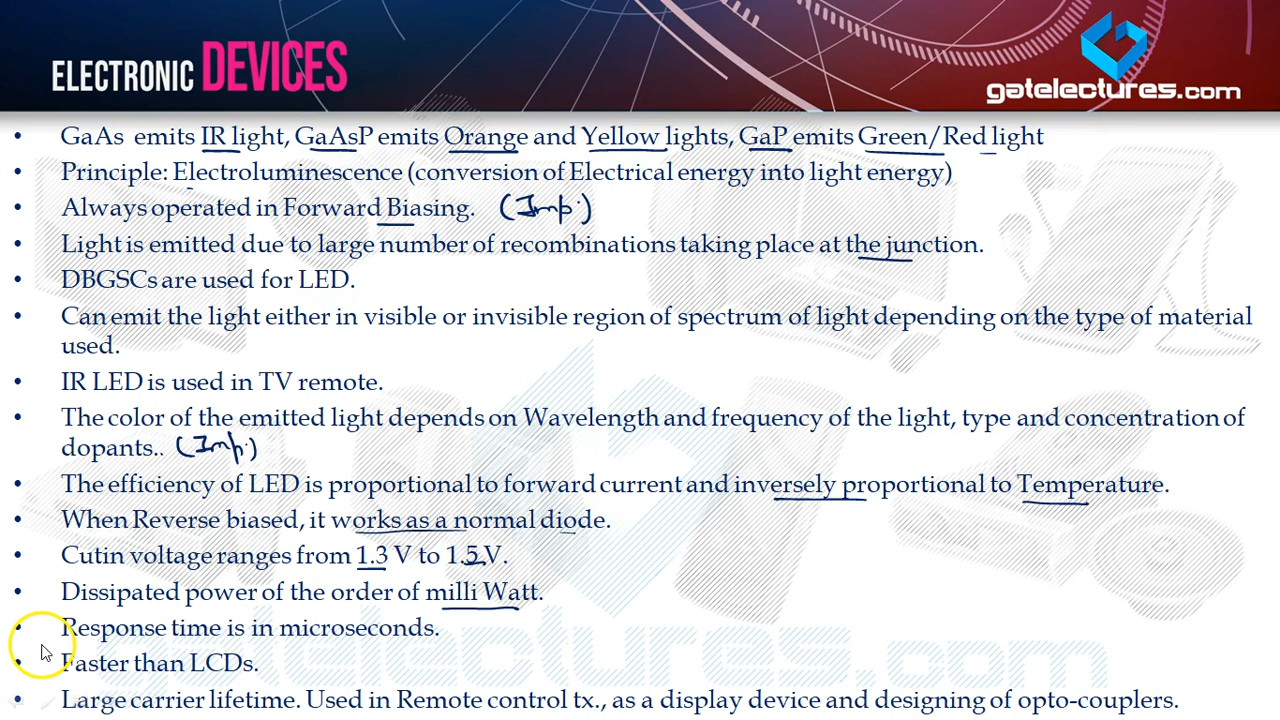 ELECTRONIC DEVICES
gatelectures.com
• GaAs emits IR light, GaAsP emits Orange and Yellow lights, GaP emits Green/Red light
• Principle: Electroluminescence (conversion of Electrical energy into light energy)
• Always operated in Forward Biasing. (Imp.)
• Light is emitted due to large number of recombinations taking place at the junction.
• DBGSCs are used for LED.
• Can emit the light either in visible or invisible region of spectrum of light depending on the type of material
used.
• IR LED is used in TV remote.
• The color of the emitted light depends on Wavelength and frequency of the light, type and concentration of
dopants.. (Imp.)
• The efficiency of LED is proportional to forward current and inversely proportional to Temperature.
• When Reverse biased, it works as a normal diode.
• Cutin voltage ranges from 1.3 V to 1.5 V.
• Dissipated power of the order of milli Watt.
• Response time is in microseconds.
• Faster than LCDs.
• Large carrier lifetime. Used in Remote control tx., as a display device and designing of opto-couplers.
gatelectures.com